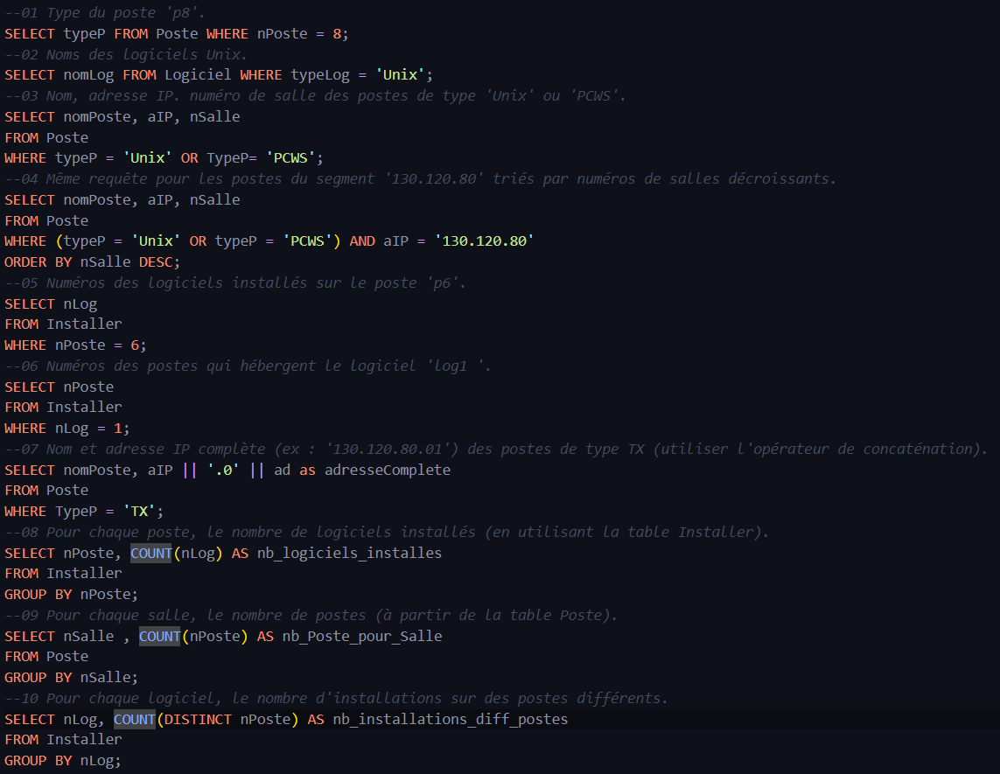 --01 Type du poste 'p8'.
SELECT typeP FROM Poste WHERE nPoste = 8;
--02 Noms des logiciels Unix.
SELECT nomLog FROM Logiciel WHERE typeLog = 'Unix';
--03 Nom, adresse IP. numéro de salle des postes de type 'Unix' ou 'PCWS'.
SELECT nomPoste, aIP, nSalle
FROM Poste
WHERE typeP = 'Unix' OR TypeP= 'PCWS';
--04 Même requête pour les postes du segment '130.120.80' triés par numéros de salles décroissants.
SELECT nomPoste, aIP, nSalle
FROM Poste
WHERE (typeP = 'Unix' OR typeP = 'PCWS') AND aIP = '130.120.80'
ORDER BY nSalle DESC;
--05 Numéros des logiciels installés sur le poste 'p6'.
SELECT nLog
FROM Installer
WHERE nPoste = 6;
--06 Numéros des postes qui hébergent le logiciel 'log1 '.
SELECT nPoste
FROM Installer
WHERE nLog = 1;
--07 Nom et adresse IP complète (ex : '130.120.80.01') des postes de type TX (utiliser l'opérateur de concaténation).
SELECT nomPoste, aIP || '.0' || ad as adresseComplete
FROM Poste
WHERE TypeP = 'TX';
--08 Pour chaque poste, le nombre de logiciels installés (en utilisant la table Installer).
SELECT nPoste, COUNT(nLog) AS nb_logiciels_installes
FROM Installer
GROUP BY nPoste;
--09 Pour chaque salle, le nombre de postes (à partir de la table Poste).
SELECT nSalle , COUNT(nPoste) AS nb_Poste_pour_Salle
FROM Poste
GROUP BY nSalle;
--10 Pour chaque logiciel, le nombre d'installations sur des postes différents.
SELECT nLog, COUNT(DISTINCT nPoste) AS nb_installations_diff_postes
FROM Installer
GROUP BY nLog;